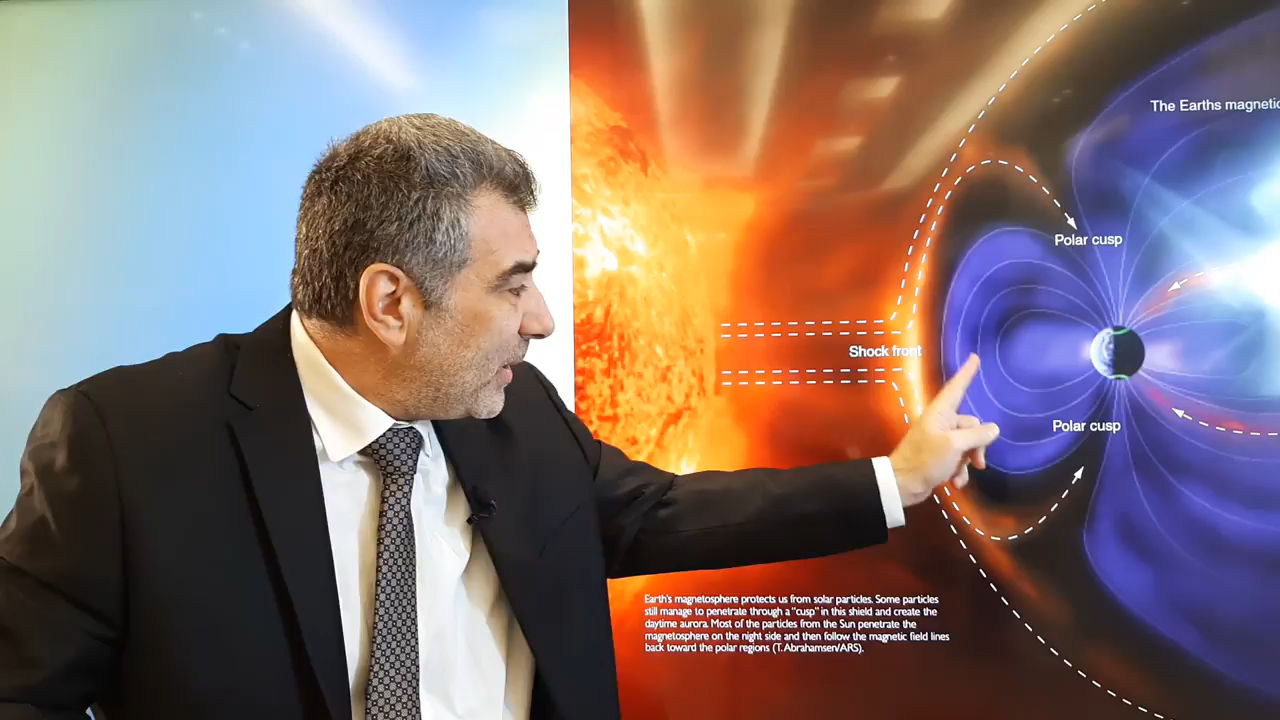 The Earths magnetic
Polar cusp
Shock front
Polar cusp
Earth's magnetosphere protects us from solar particles. Some particles
still manage to penetrate through a "cusp" in this shield and create the
daytime aurora. Most of the particles from the Sun penetrate the
magnetosphere on the night side and then follow the magnetic field lines
back toward the polar regions (T. Abrahamsen/ARS).